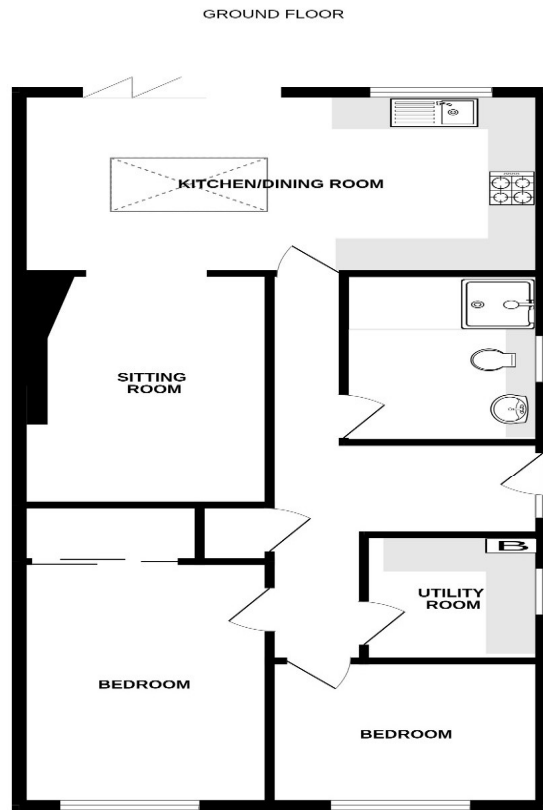 GROUND FLOOR
KITCHEN/DINING ROOM
SITTING
ROOM
B
UTILITY
ROOM
BEDROOM
BEDROOM